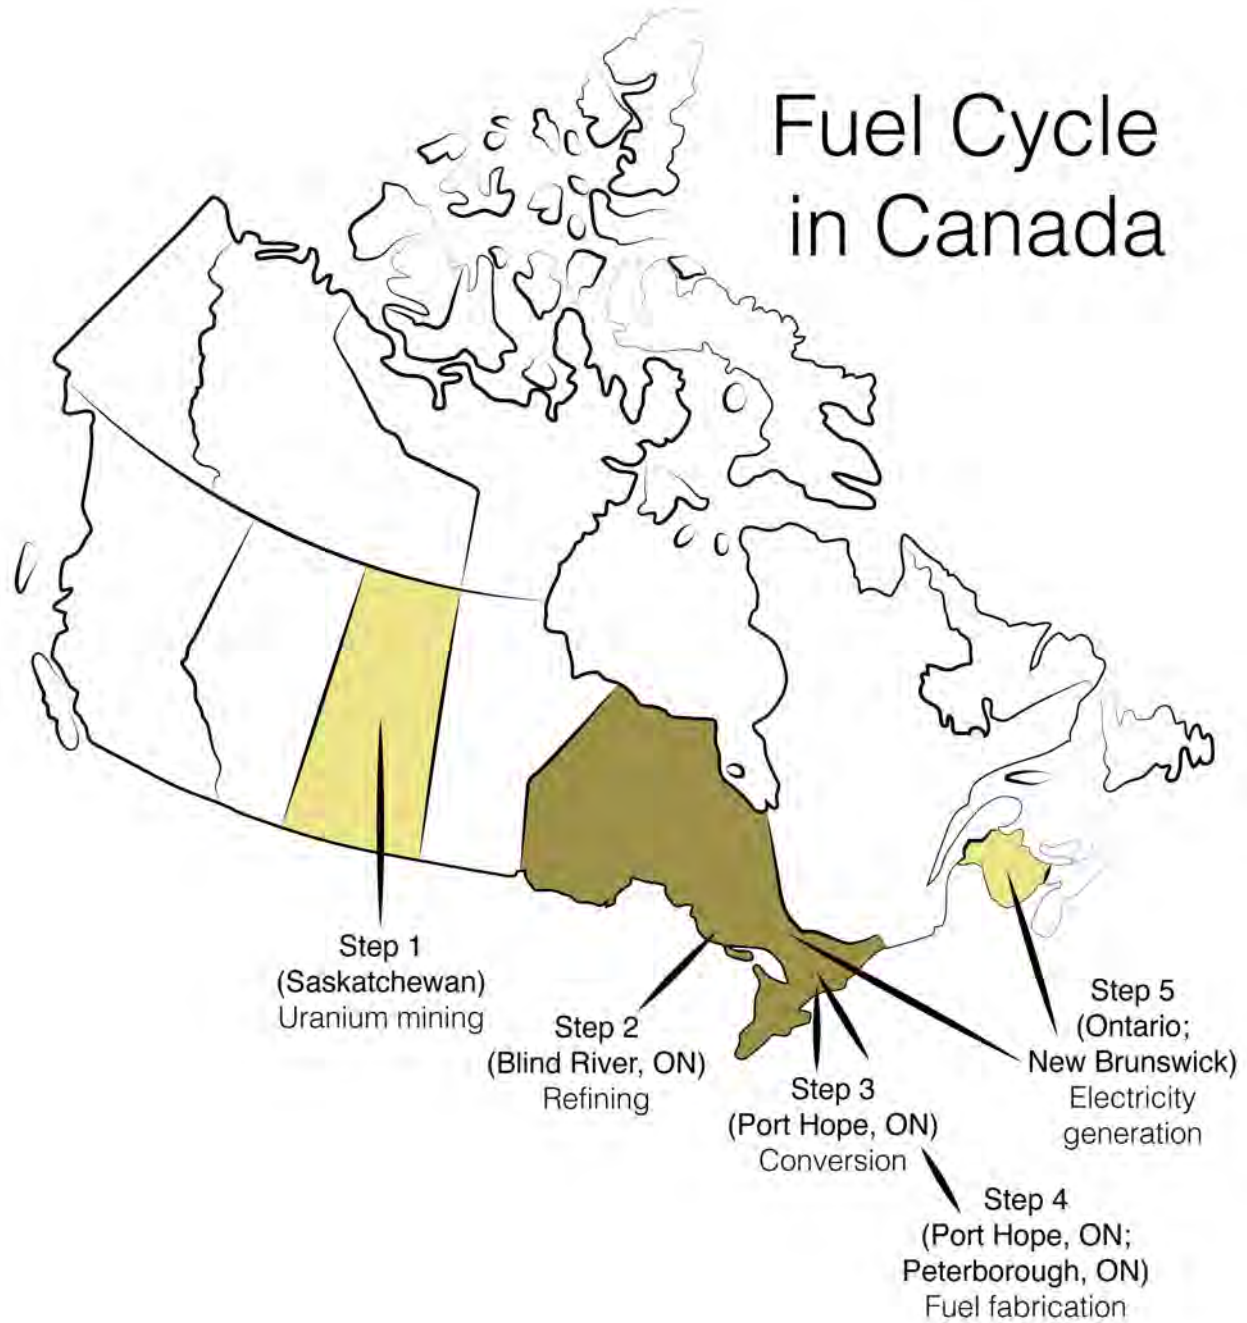 Fuel Cycle
in Canada
Step 1
(Saskatchewan)
Uranium mining
Step 2
(Blind River, ON)
Refining
Step 3
(Port Hope, ON)
Conversion
Step 4
(Port Hope, ON;
Peterborough, ON)
Fuel fabrication
Step 5
(Ontario;
New Brunswick)
Electricity
generation